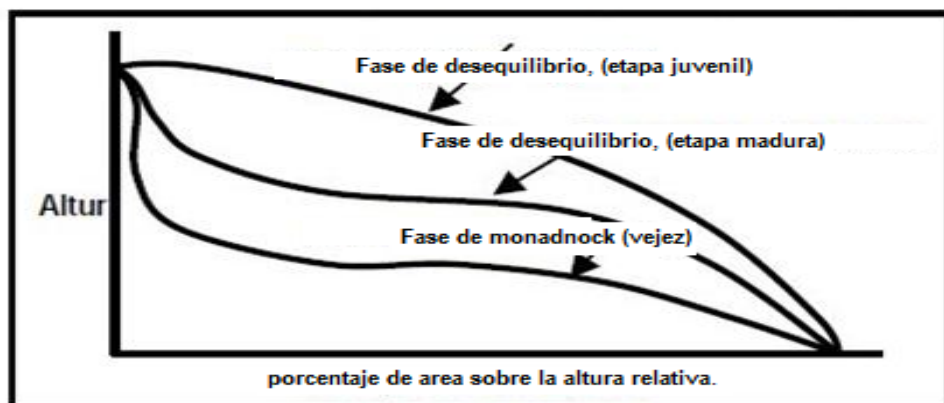 Fase de desequilibrio, (etapa juvenil)
Fase de desequilibrio, (etapa madura)
Altur
Fase de monadnock (vejez)
porcentaje de area sobre la altura relativa.